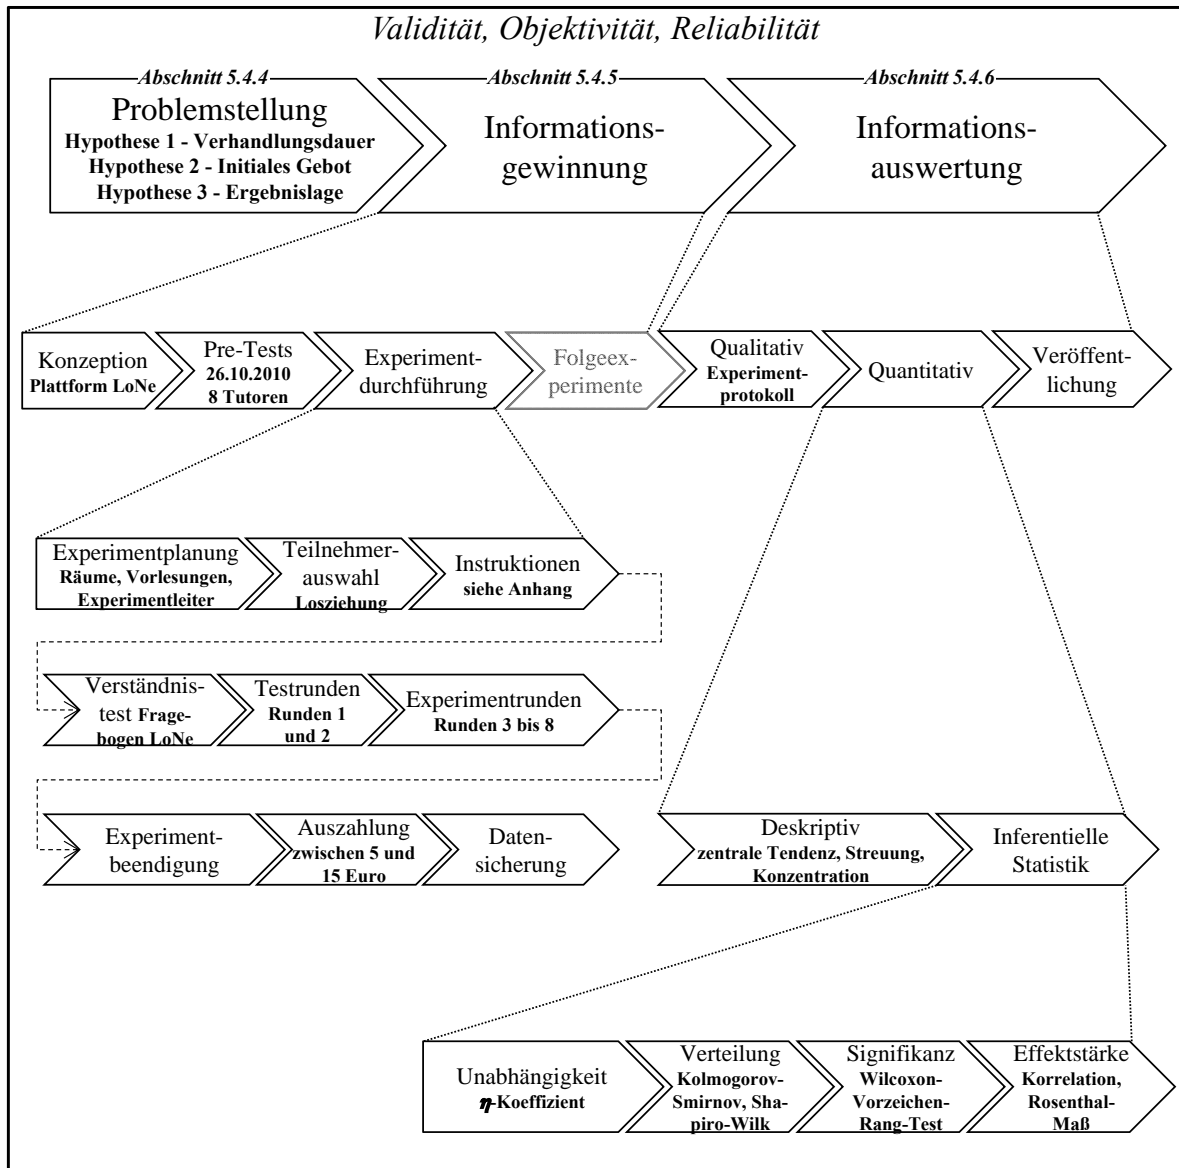 Validität, Objektivität, Reliabilität
Abschnitt 5.4.4
Problemstellung
Hypothese 1 - Verhandlungsdauer
Hypothese 2 - Initiales Gebot
Hypothese 3 - Ergebnislage
Abschnitt 5.4.5
Informations-
gewinnung
Abschnitt 5.4.6
Informations-
auswertung
Konzeption
Plattform LoNe
Pre-Tests
26.10.2010
8 Tutoren
Experiment-
durchführung
Folgeex-
perimente
Qualitativ
Experiment-
protokoll
Quantitativ
Veröffent-
lichung
Experimentplanung
Räume, Vorlesungen,
Experimentleiter
Teilnehmer-
auswahl
Losziehung
Instruktionen
siehe Anhang
Verständnis-
test Frage-
bogen LoNe
Testrunden
Runden 1
und 2
Experimentrunden
Runden 3 bis 8
Experiment-
beendigung
Auszahlung
zwischen 5 und
15 Euro
Daten-
sicherung
Deskriptiv
zentrale Tendenz, Streuung,
Konzentration
Inferentielle
Statistik
Unabhängigkeit
η-Koeffizient
Verteilung
Kolmogorov-
Smirnov, Sha-
piro-Wilk
Signifikanz
Wilcoxon-
Vorzeichen-
Rang-Test
Effektstärke
Korrelation,
Rosenthal-
Maß